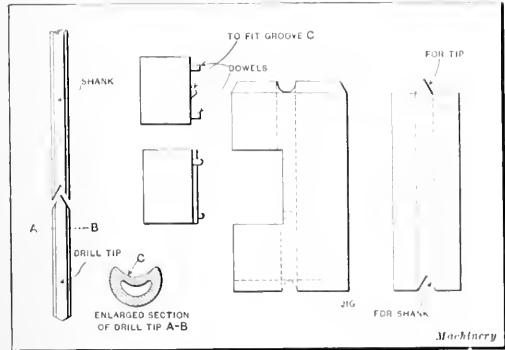 TO FIT GROOVE C
FOR TIP
SHANK
DOWELS
A
B
DRILL TIP
C
JIG
ENLARGED SECTION
OF DRILL TIP A-B
FOR SHANK
Machinery